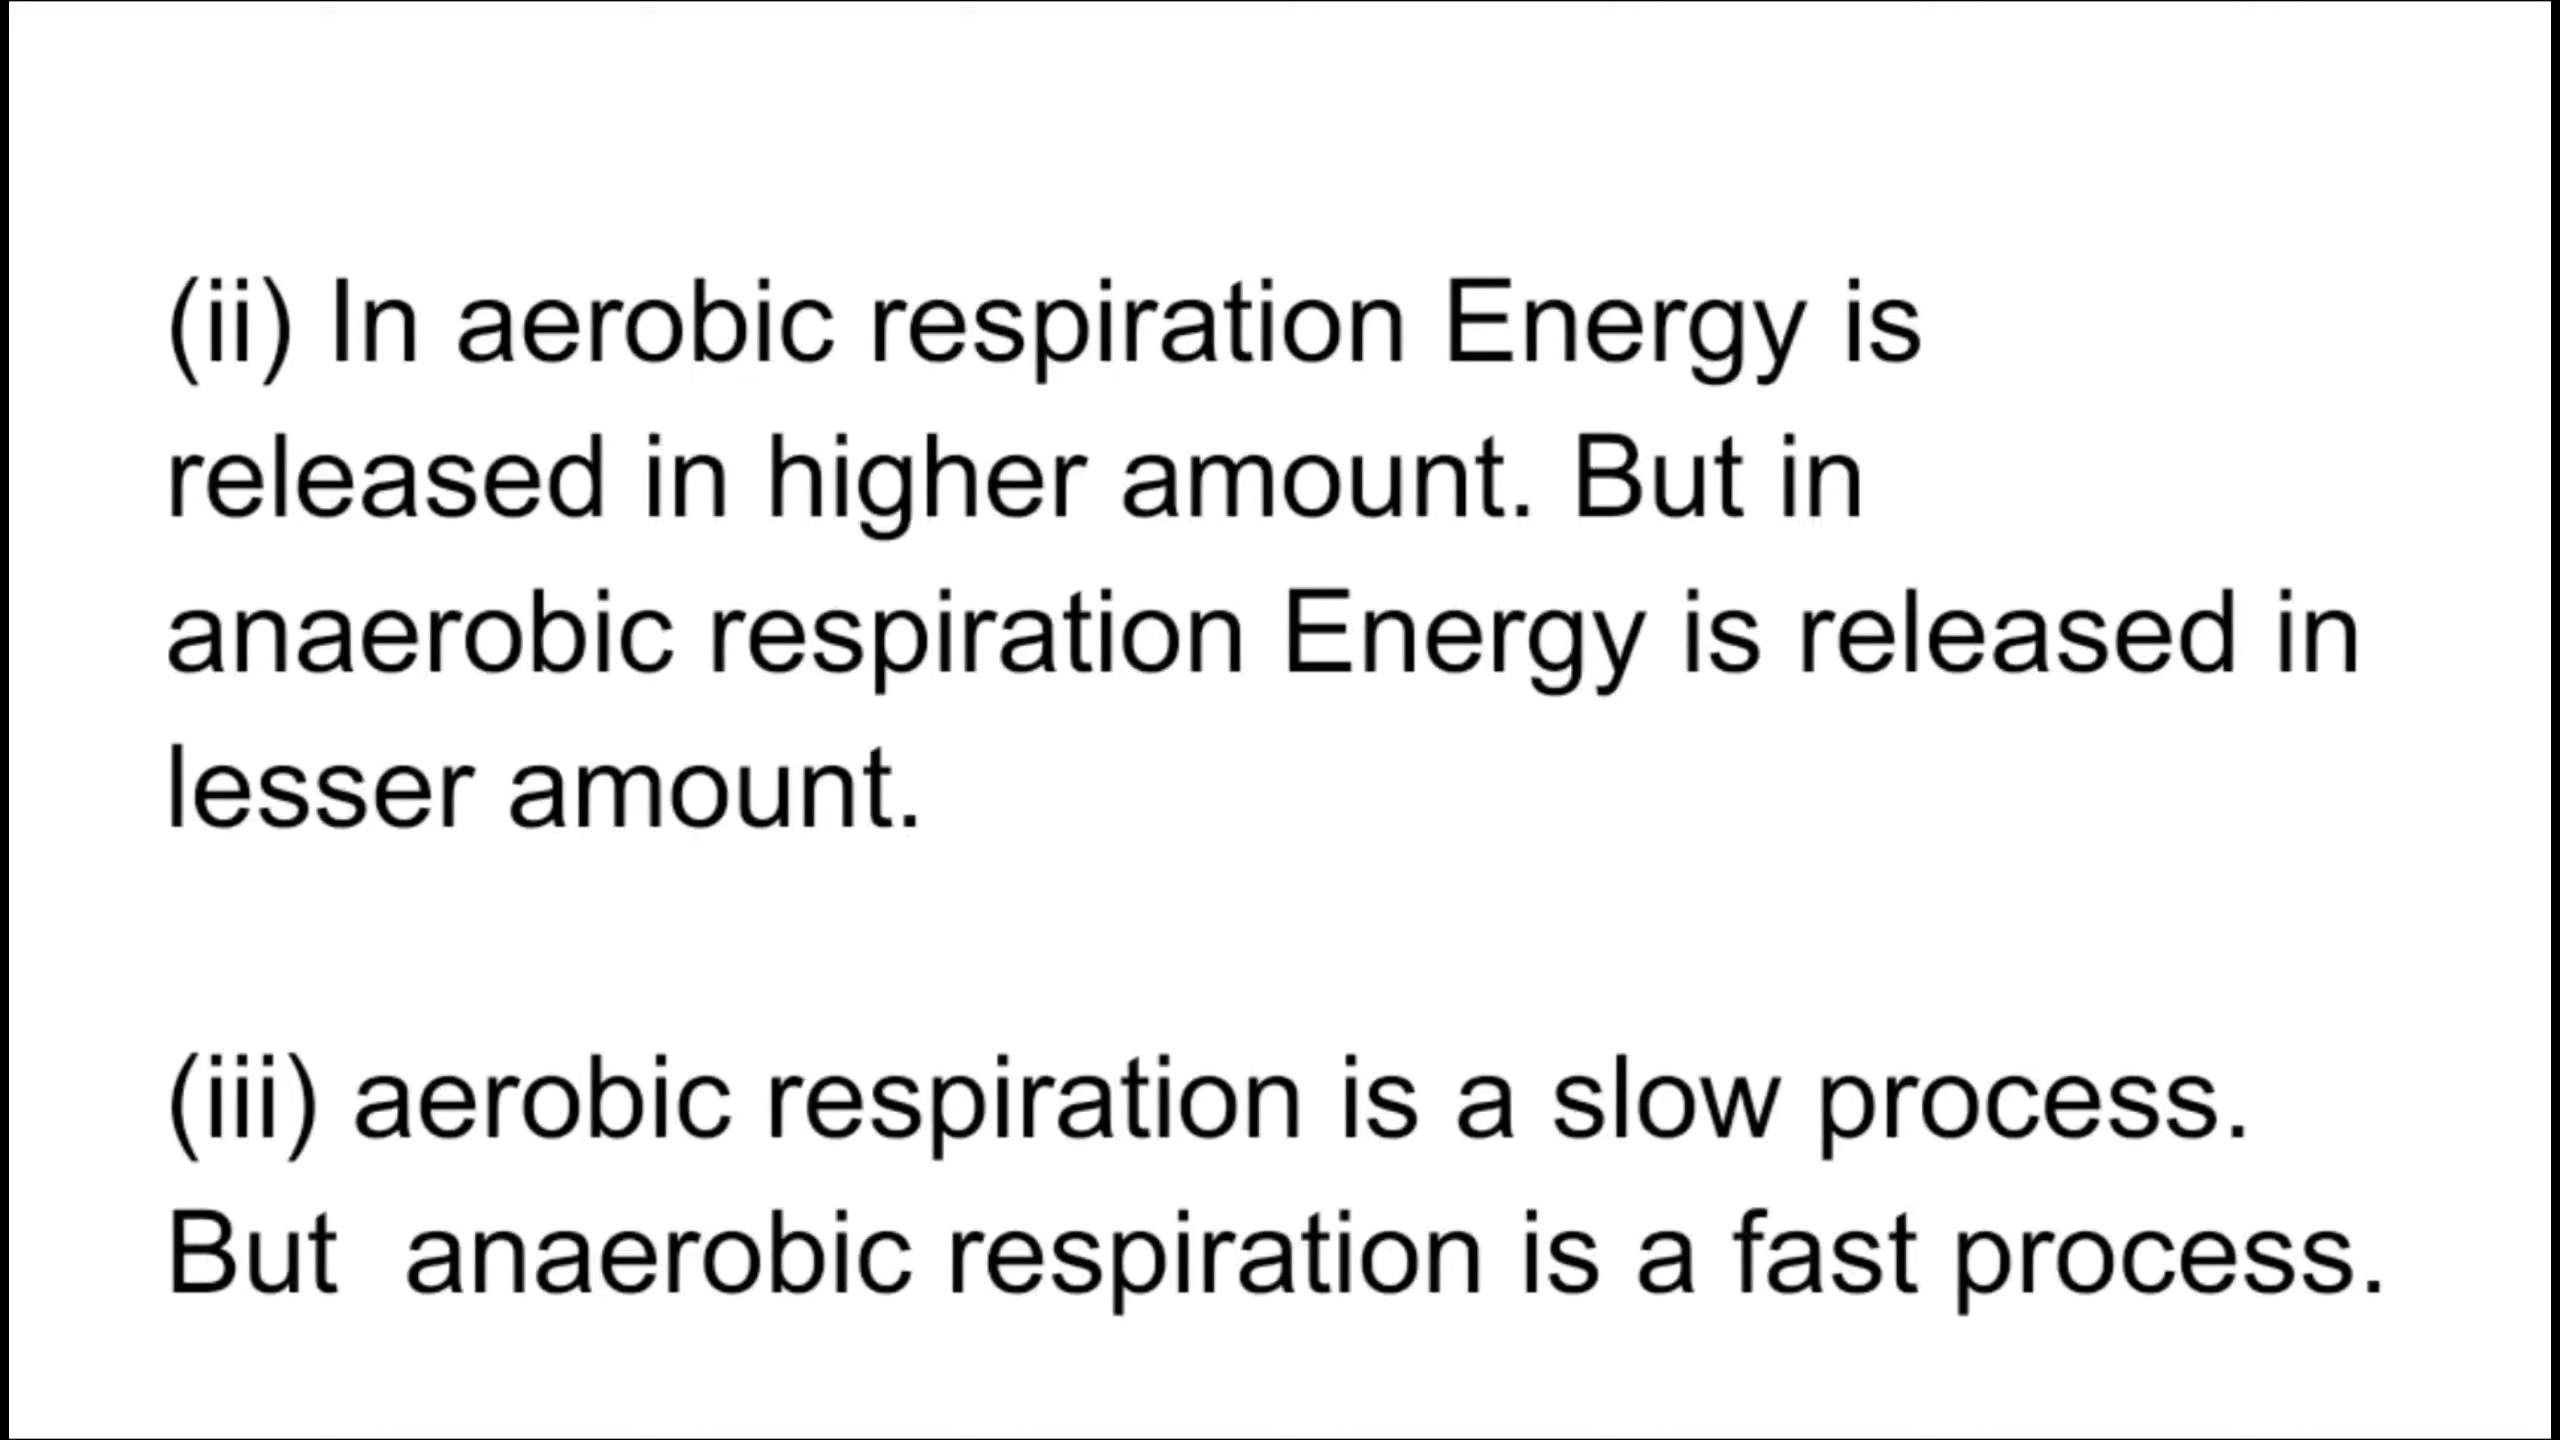 (ii) In aerobic respiration Energy is
released in higher amount. But in
anaerobic respiration Energy is released in
lesser amount.
(iii) aerobic respiration is a slow process.
But  anaerobic respiration is a fast process.